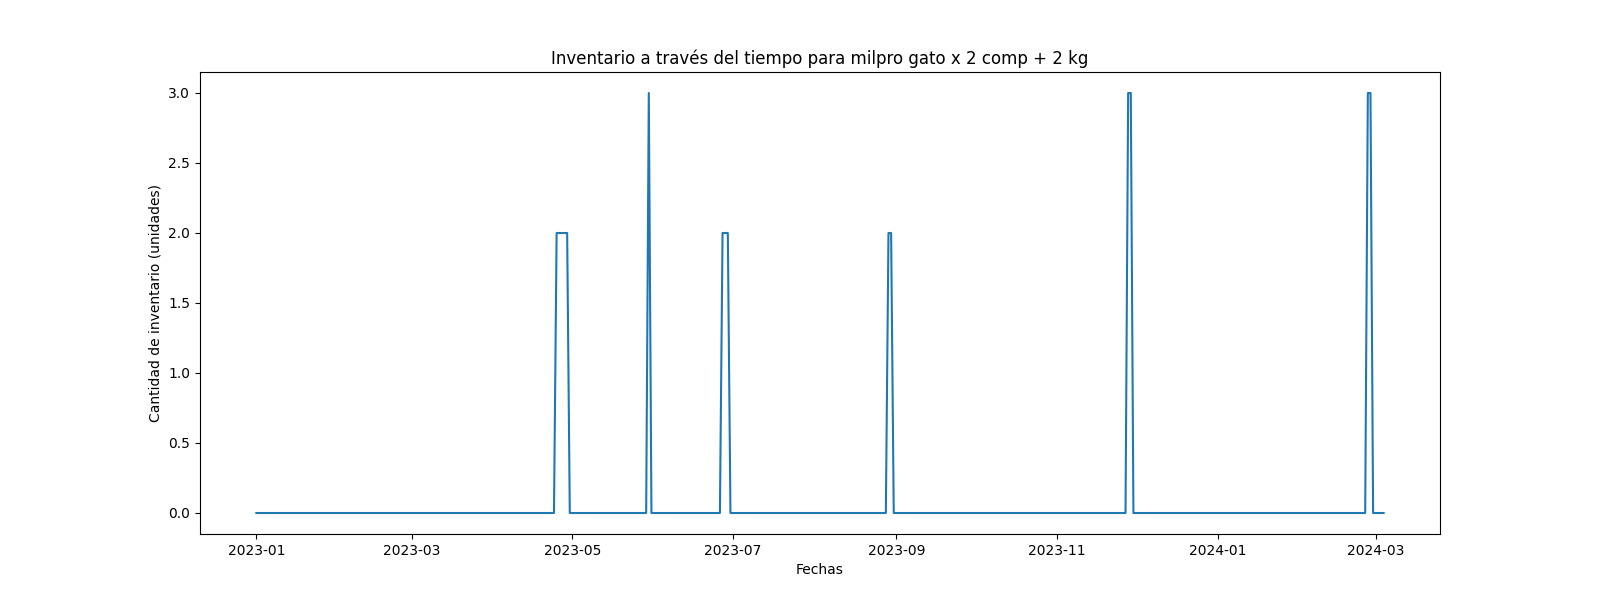 Inventario a través del tiempo para milpro gato x 2 comp + 2 kg
Cantidad de inventario (unidades)
3.0
2.5
2.0
1.5
1.0
0.5
0.0
2023-01 2023-03 2023-05 2023-07 2023-09 2023-11 2024-01 2024-03
Fechas